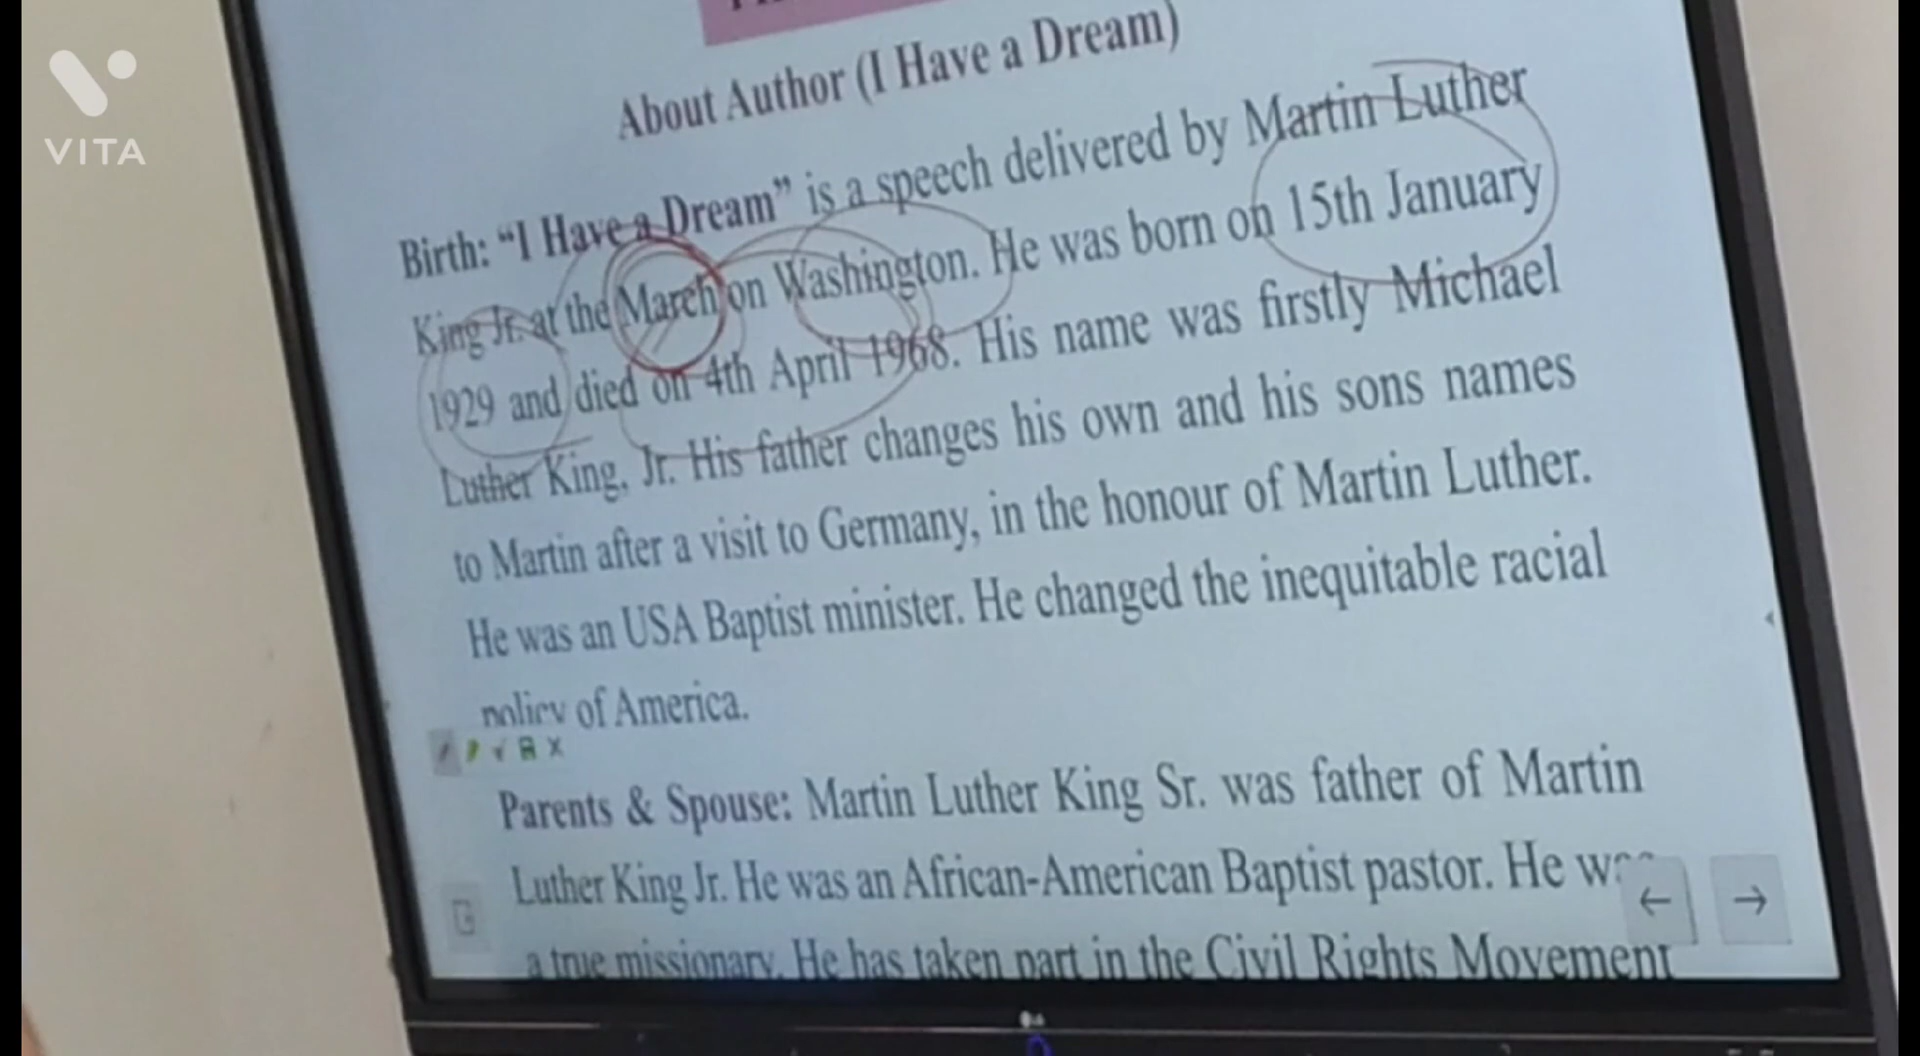 VITA
About Author (I Have a Dream)
Birth: “I Have a Dream” is a speech delivered by Martin Luther
King Jr. at the March on Washington. He was born on 15th January
1929 and died on 4th April 1968. His name was firstly Michael
Luther King, Jr. His father changes his own and his sons names
to Martin after a visit to Germany, in the honour of Martin Luther.
He was an USA Baptist minister. He changed the inequitable racial
policy of America.
Parents & Spouse: Martin Luther King Sr. was father of Martin
Luther King Jr. He was an African-American Baptist pastor. He
a true missionary. He has taken part in the Civil Rights Movement